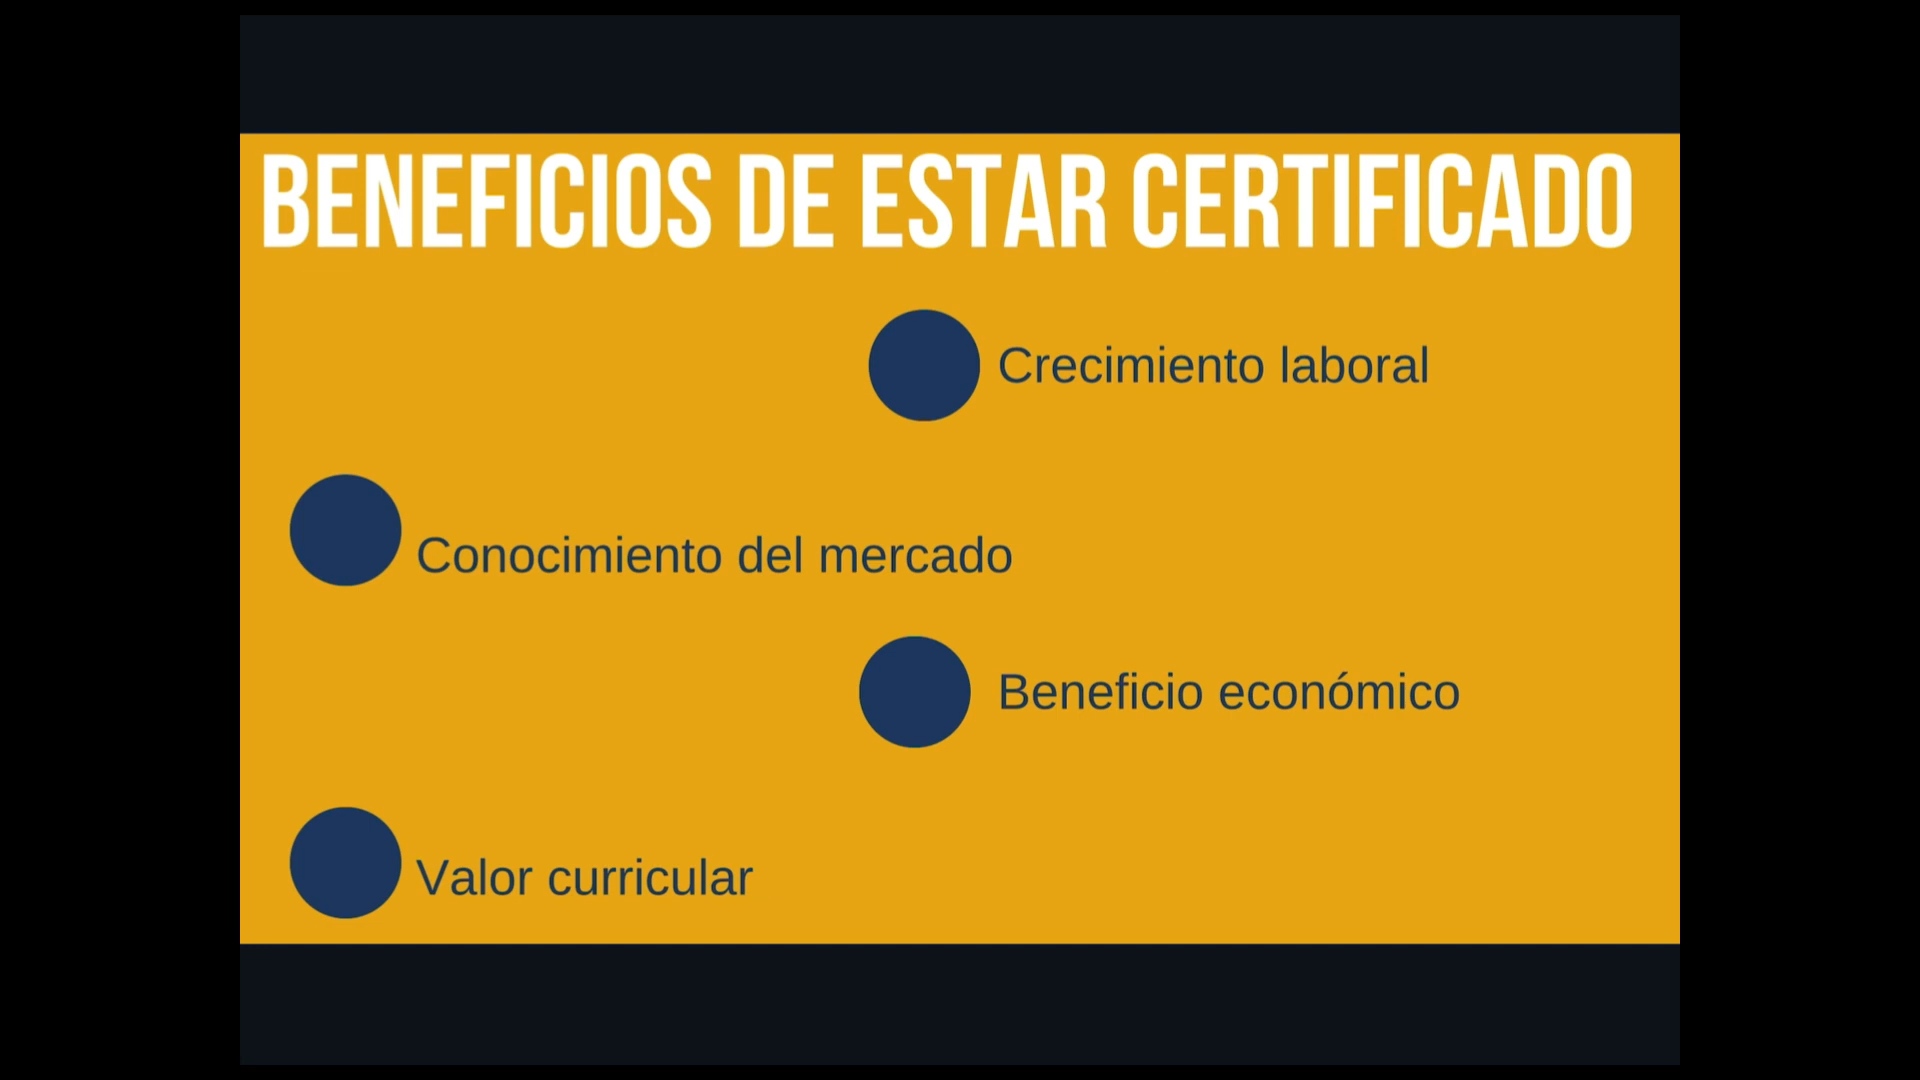 BENEFICIOS DE ESTAR CERTIFICADO
Crecimiento laboral
Conocimiento del mercado
Beneficio económico
Valor curricular